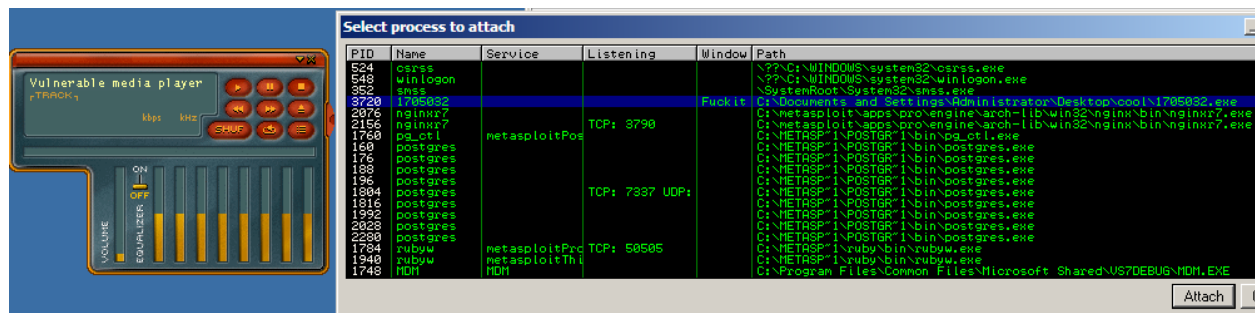 Vulnerable media player
TRACK
kbps kHz
SHUF
ON
OFF
VOLUME
EQUALIZER
Select process to attach
PID Name Service Listening Window Path
524 csrss \??\C:\WINDOWS\system32\csrss.exe
548 winlogon \??\C:\WINDOWS\system32\winlogon.exe
352 smss \SystemRoot\System32\smss.exe
3720 1705032 Fuckit C:\Documents and Settings\Administrator\Desktop\cool\1705032.exe
2076 nginxr7 C:\metasploit\apps\pro\engine\arch-lib\win32\nginx\bin\nginxr7.exe
2156 nginxr7 TCP: 3790 C:\metasploit\apps\pro\engine\arch-lib\win32\nginx\bin\nginxr7.exe
1760 pg_ctl metasploitPos C:\METASP~1\POSTGR~1\bin\pg_ctl.exe
160 postgres C:\METASP~1\POSTGR~1\bin\postgres.exe
176 postgres C:\METASP~1\POSTGR~1\bin\postgres.exe
188 postgres C:\METASP~1\POSTGR~1\bin\postgres.exe
196 postgres C:\METASP~1\POSTGR~1\bin\postgres.exe
1804 postgres TCP: 7337 UDP: C:\METASP~1\POSTGR~1\bin\postgres.exe
1816 postgres C:\METASP~1\POSTGR~1\bin\postgres.exe
1992 postgres C:\METASP~1\POSTGR~1\bin\postgres.exe
2028 postgres C:\METASP~1\POSTGR~1\bin\postgres.exe
2280 postgres C:\METASP~1\POSTGR~1\bin\postgres.exe
1784 rubyw metasploitPro TCP: 50505 C:\METASP~1\ruby\bin\rubyw.exe
1940 rubyw metasploitThi C:\METASP~1\ruby\bin\rubyw.exe
1748 MDM MDM C:\Program Files\Common Files\Microsoft Shared\VS7DEBUG\MDM.EXE
Attach